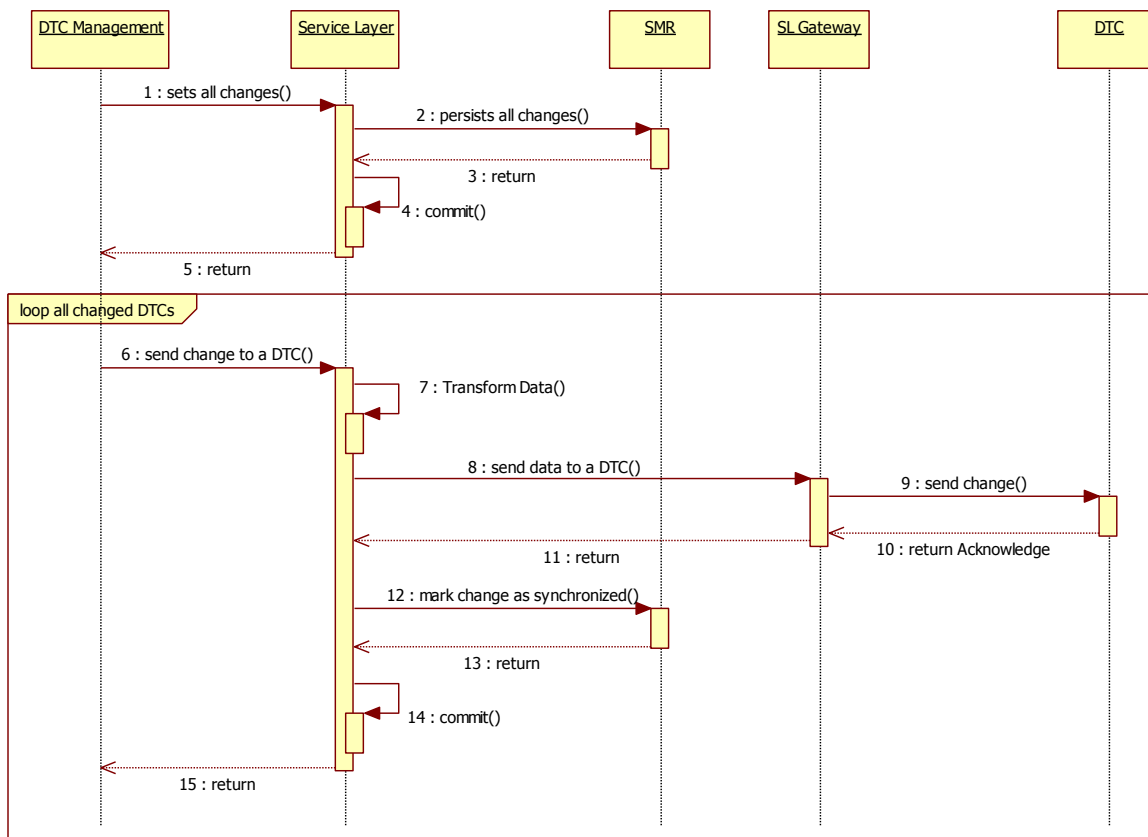 DTC Management
Service Layer
SMR
SL Gateway
DTC
1 : sets all changes()
2 : persists all changes()
3 : return
4 : commit()
5 : return
loop all changed DTCs
6 : send change to a DTC()
7 : Transform Data()
8 : send data to a DTC()
9 : send change()
10 : return Acknowledge
11 : return
12 : mark change as synchronized()
13 : return
14 : commit()
15 : return